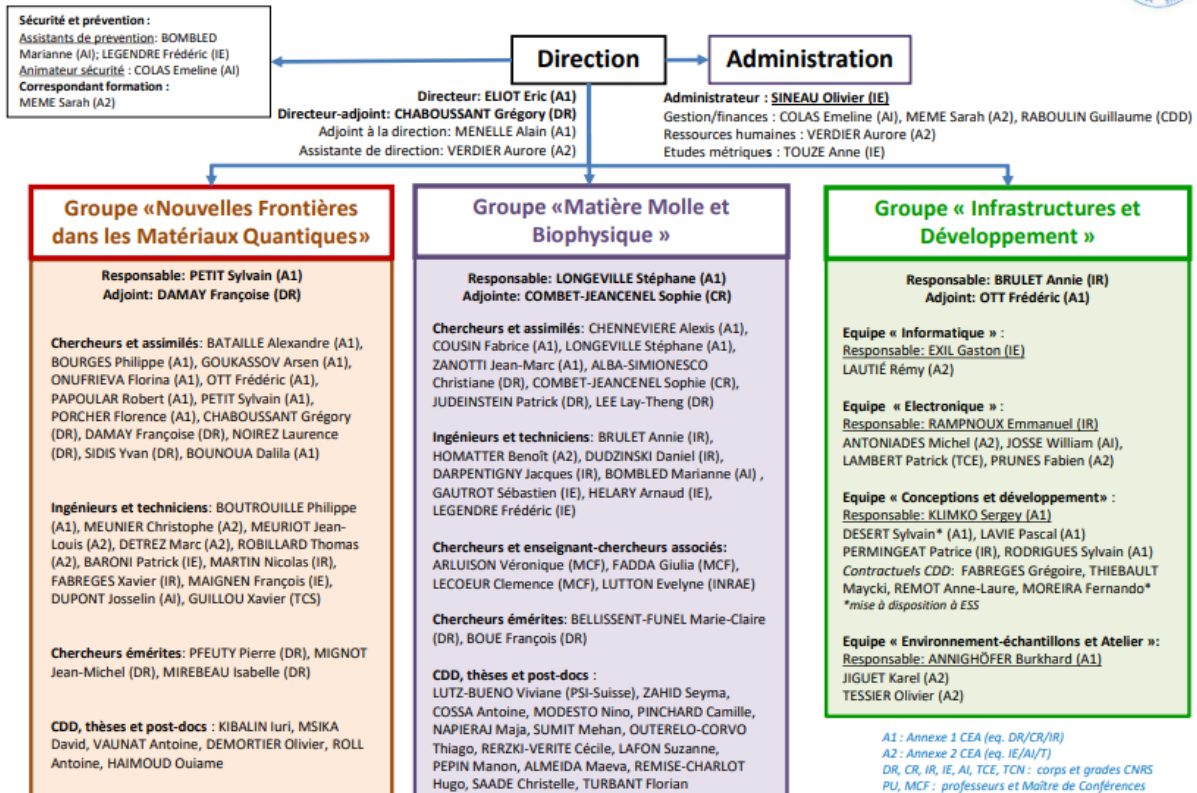 Sécurité et prévention :
Assistants de prevention: BOMBLED
Marianne (AI); LEGENDRE Frédéric (IE)
Animateur sécurité : COLAS Emeline (AI)
Correspondant formation :
MEME Sarah (A2)
Direction
Administration
Directeur: ELIOT Eric (A1)
Directeur-adjoint: CHABOUSSANT Grégory (DR)
Adjoint à la direction: MENELLE Alain (A1)
Assistante de direction: VERDIER Aurore (A2)
Administrateur : SINEAU Olivier (IE)
Gestion/finances : COLAS Emeline (AI), MEME Sarah (A2), RABOULIN Guillaume (CDD)
Ressources humaines : VERDIER Aurore (A2)
Etudes métriques : TOUZE Anne (IE)
Groupe «Nouvelles Frontières
dans les Matériaux Quantiques»
Responsable: PETIT Sylvain (A1)
Adjoint: DAMAY Françoise (DR)
Chercheurs et assimilés: BATAILLE Alexandre (A1),
BOURGES Philippe (A1), GOUKASSOV Arsen (A1),
ONUFRIEVA Florina (A1), OTT Frédéric (A1),
PAPOULAR Robert (A1), PETIT Sylvain (A1),
PORCHER Florence (A1), CHABOUSSANT Grégory
(DR), DAMAY Françoise (DR), NOIREZ Laurence
(DR), SIDIS Yvan (DR), BOUNOUA Dalila (A1)
Ingénieurs et techniciens: BOUTROUILLE Philippe
(A1), MEUNIER Christophe (A2), MEURIOT Jean-
Louis (A2), DETREZ Marc (A2), ROBILLARD Thomas
(A2), BARONI Patrick (IE), MARTIN Nicolas (IR),
FABREGES Xavier (IR), MAIGNEN François (IE),
DUPONT Josselin (AI), GUILLOU Xavier (TCS)
Chercheurs émérites: PFEUTY Pierre (DR), MIGNOT
Jean-Michel (DR), MIREBEAU Isabelle (DR)
CDD, thèses et post-docs : KIBALIN Iuri, MSIKA
David, VAUNAT Antoine, DEMORTIER Olivier, ROLL
Antoine, HAIMOUD Ouiame
Groupe «Matière Molle et
Biophysique »
Responsable: LONGEVILLE Stéphane (A1)
Adjointe: COMBET-JEANCENEL Sophie (CR)
Chercheurs et assimilés: CHENNEVIERE Alexis (A1),
COUSIN Fabrice (A1), LONGEVILLE Stéphane (A1),
ZANOTTI Jean-Marc (A1), ALBA-SIMIONESCO
Christiane (DR), COMBET-JEANCENEL Sophie (CR),
JUDEINSTEIN Patrick (DR), LEE Lay-Theng (DR)
Ingénieurs et techniciens: BRULET Annie (IR),
HOMATTER Benoît (A2), DUDZINSKI Daniel (IR),
DARPENTIGNY Jacques (IR), BOMBLED Marianne (AI) ,
GAUTROT Sébastien (IE), HELARY Arnaud (IE),
LEGENDRE Frédéric (IE)
Chercheurs et enseignant-chercheurs associés:
ARLUISON Véronique (MCF), FADDA Giulia (MCF),
LECOEUR Clemence (MCF), LUTTON Evelyne (INRAE)
Chercheurs émérites: BELLISSENT-FUNEL Marie-Claire
(DR), BOUE François (DR)
CDD, thèses et post-docs :
LUTZ-BUENO Viviane (PSI-Suisse), ZAHID Seyma,
COSSA Antoine, MODESTO Nino, PINCHARD Camille,
NAPIERAJ Maja, SUMIT Mehan, OUTERELO-CORVO
Thiago, RERZKI-VERITE Cécile, LAFON Suzanne,
PEPIN Manon, ALMEIDA Maeva, REMISE-CHARLOT
Hugo, SAADE Christelle, TURBANT Florian
Groupe « Infrastructures et
Développement »
Responsable: BRULET Annie (IR)
Adjoint: OTT Frédéric (A1)
Equipe « Informatique » :
Responsable: EXIL Gaston (IE)
LAUTIÉ Rémy (A2)
Equipe « Electronique » :
Responsable: RAMPNOUX Emmanuel (IR)
ANTONIADES Michel (A2), JOSSE William (AI),
LAMBERT Patrick (TCE), PRUNES Fabien (A2)
Equipe « Conceptions et développement» :
Responsable: KLIMKO Sergey (A1)
DESERT Sylvain* (A1), LAVIE Pascal (A1)
PERMINGEAT Patrice (IR), RODRIGUES Sylvain (A1)
Contractuels CDD: FABREGES Grégoire, THIEBAULT
Maycki, REMOT Anne-Laure, MOREIRA Fernando*
*mise à disposition à ESS
Equipe « Environnement-échantillons et Atelier »:
Responsable: ANNIGHÖFER Burkhard (A1)
JIGUET Karel (A2)
TESSIER Olivier (A2)
A1 : Annexe 1 CEA (eq. DR/CR/IR)
A2 : Annexe 2 CEA (eq. IE/AI/T)
DR, CR, IR, IE, AI, TCE, TCN : corps et grades CNRS
PU, MCF : professeurs et Maître de Conférences